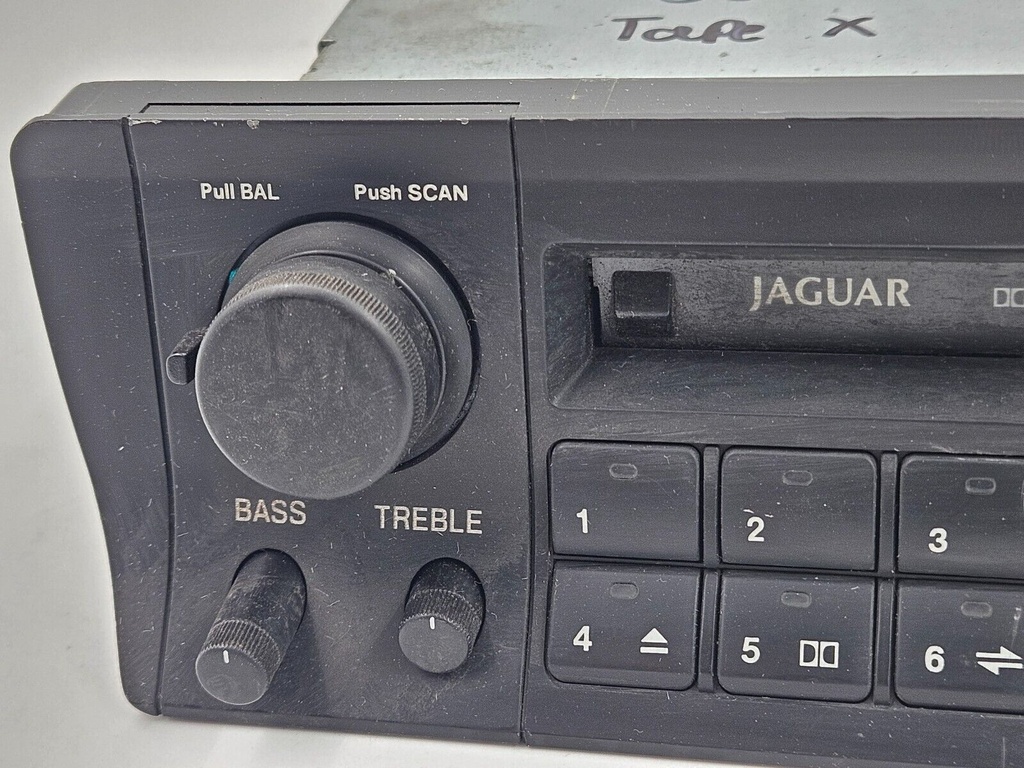 Tape X
Pull BAL Push SCAN
JAGUAR
BASS TREBLE
1 2 3
4 5 6